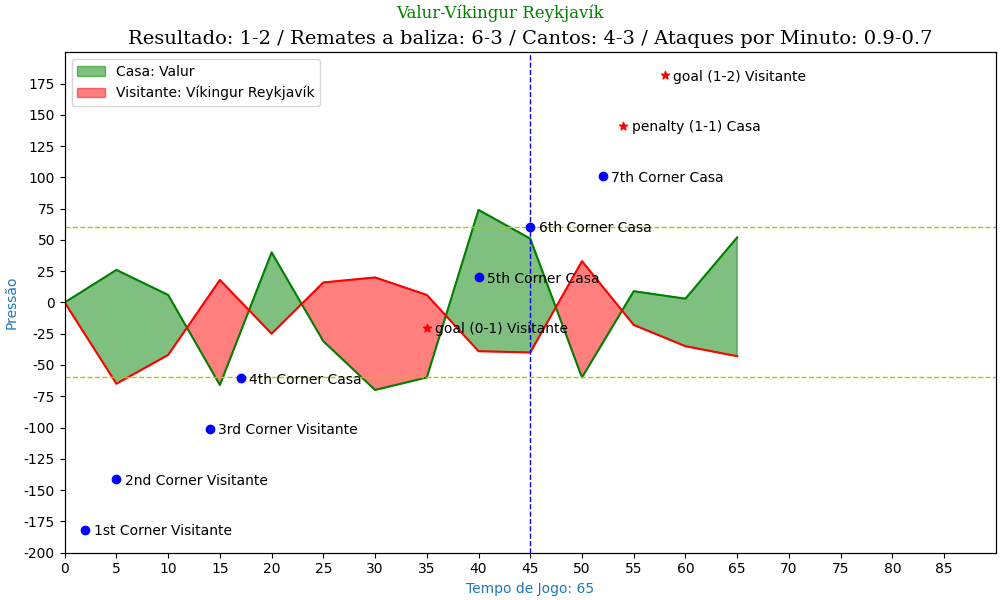 Valur-Víkingur Reykjavík
Resultado: 1-2 / Remates a baliza: 6-3 / Cantos: 4-3 / Ataques por Minuto: 0.9-0.7
Casa: Valur
Visitante: Víkingur Reykjavík
goal (1-2) Visitante
penalty (1-1) Casa
7th Corner Casa
6th Corner Casa
5th Corner Casa
goal (0-1) Visitante
4th Corner Casa
3rd Corner Visitante
2nd Corner Visitante
1st Corner Visitante
175
150
125
100
75
50
25
0
-25
-50
-75
-100
-125
-150
-175
-200
Pressão
0 5 10 15 20 25 30 35 40 45 50 55 60 65 70 75 80 85
Tempo de Jogo: 65